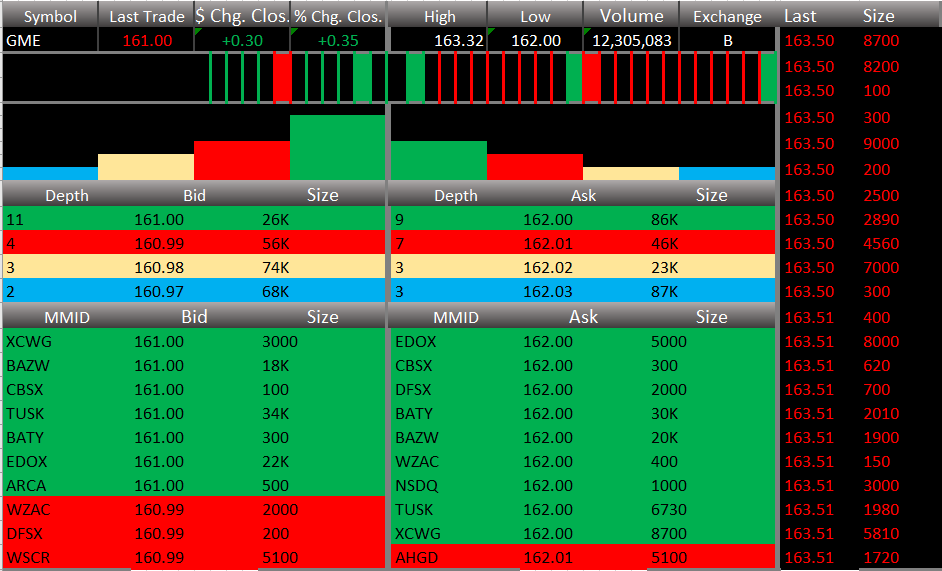 Symbol Last Trade $ Chg. Clos. % Chg. Clos. High Low Volume Exchange Last Size
GME 161.00 +0.30 +0.35 163.32 162.00 12,305,083 B 163.50 8700
163.50 8200
163.50 100
163.50 300
163.50 9000
163.50 200
Depth Bid Size Depth Ask Size 163.50 2500
11 161.00 26K 9 162.00 86K 163.50 2890
4 160.99 56K 7 162.01 46K 163.50 4560
3 160.98 74K 3 162.02 23K 163.50 7000
2 160.97 68K 3 162.03 87K 163.50 300
MMID Bid Size MMID Ask Size 163.51 400
XCWG 161.00 3000 EDOX 162.00 5000 163.51 8000
BAZW 161.00 18K CBSX 162.00 300 163.51 620
CBSX 161.00 100 DFSX 162.00 2000 163.51 700
TUSK 161.00 34K BATY 162.00 30K 163.51 2010
BATY 161.00 300 BAZW 162.00 20K 163.51 1900
EDOX 161.00 22K WZAC 162.00 400 163.51 150
ARCA 161.00 500 NSDQ 162.00 1000 163.51 3000
WZAC 160.99 2000 TUSK 162.00 6730 163.51 1980
DFSX 160.99 200 XCWG 162.00 8700 163.51 5810
WSCR 160.99 5100 AHGD 162.01 5100 163.51 1720